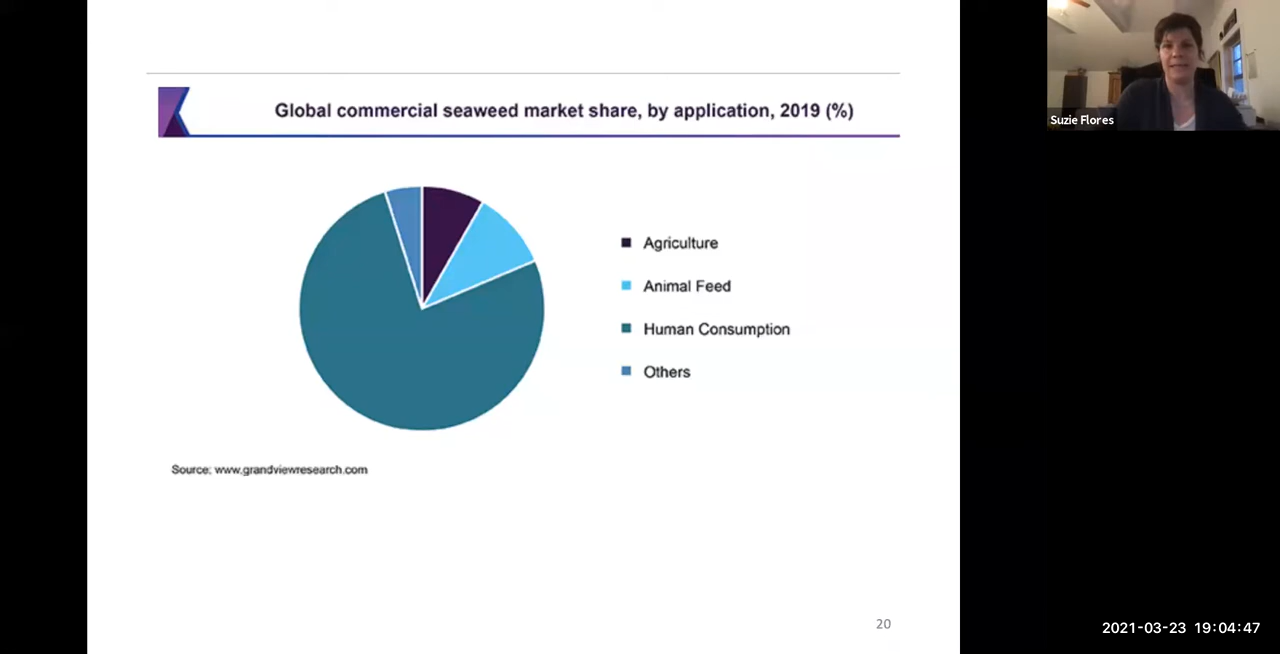 Global commercial seaweed market share, by application, 2019 (%)
Suzie Flores
Agriculture
Animal Feed
Human Consumption
Others
Source: www.grandviewresearch.com
20
2021-03-23 19:04:47